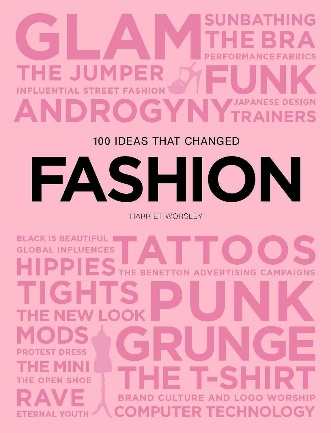 GLAM
SUNBATHING
THE BRA
PERFORMANCE FABRICS
THE JUMPER
FUNK
INFLUENTIAL STREET FASHION
ANDROGYNY
JAPANESE DESIGN
TRAINERS
100 IDEAS THAT CHANGED
FASHION
HARRIET WORSLEY
BLACK IS BEAUTIFUL
GLOBAL INFLUENCES
TATTOOS
HIPPIES
THE BENETTON ADVERTISING CAMPAIGNS
TIGHTS
PUNK
THE NEW LOOK
MODS
GRUNGE
PROTEST DRESS
THE MINI
THE T-SHIRT
THE OPEN SHOE
RAVE
BRAND CULTURE AND LOGO WORSHIP
ETERNAL YOUTH
COMPUTER TECHNOLOGY